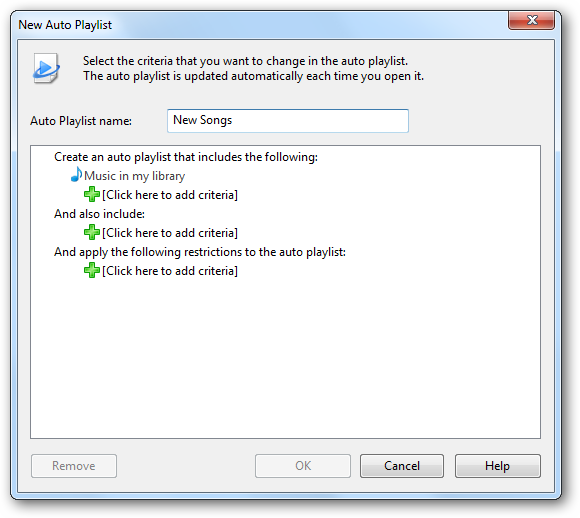 New Auto Playlist
Select the criteria that you want to change in the auto playlist.
The auto playlist is updated automatically each time you open it.
Auto Playlist name: New Songs
Create an auto playlist that includes the following:
Music in my library
[Click here to add criteria]
And also include:
[Click here to add criteria]
And apply the following restrictions to the auto playlist:
[Click here to add criteria]
Remove OK Cancel Help